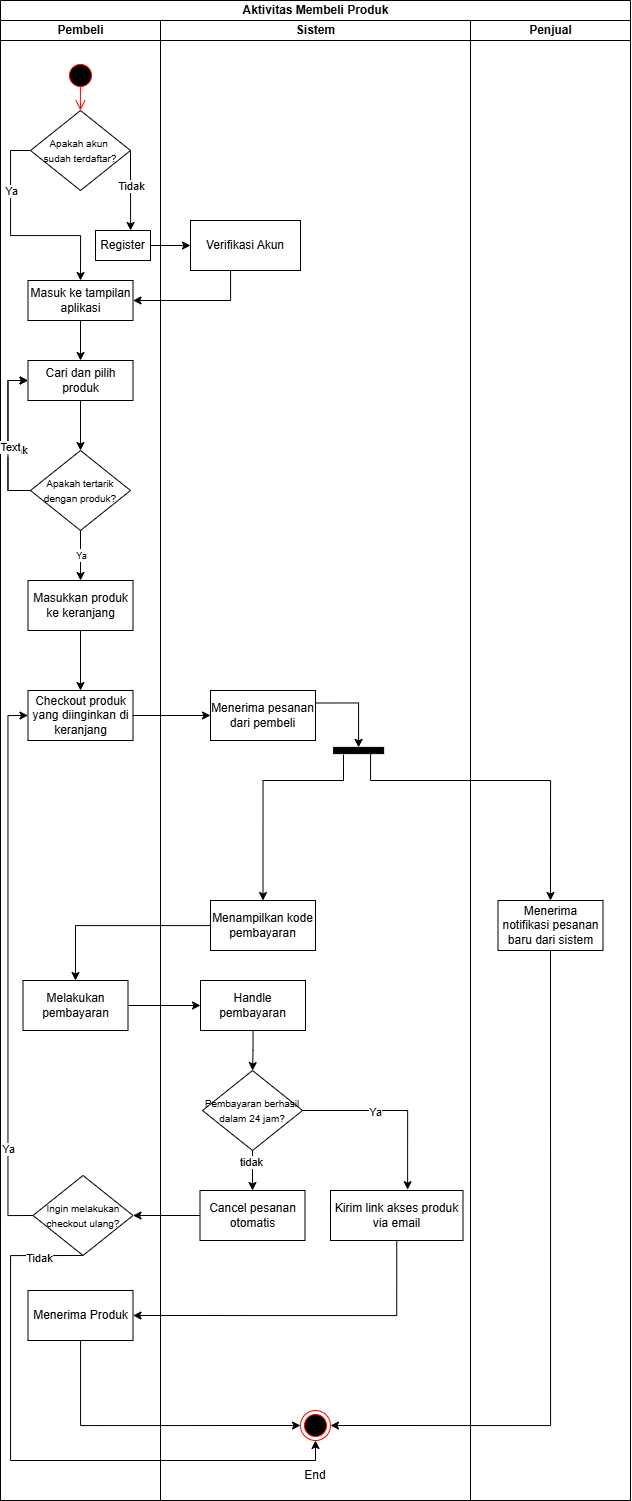 Aktivitas Membeli Produk
Pembeli
Sistem
Penjual
Apakah akun
sudah terdaftar?
Ya
Tidak
Register
Verifikasi Akun
Masuk ke tampilan
aplikasi
Cari dan pilih
produk
Text
Apakah tertarik
dengan produk?
Ya
Masukkan produk
ke keranjang
Checkout produk
yang diinginkan di
keranjang
Menerima pesanan
dari pembeli
Menampilkan kode
pembayaran
Menerima
notifikasi pesanan
baru dari sistem
Melakukan
pembayaran
Handle
pembayaran
Pembayaran berhasil
dalam 24 jam?
Ya
tidak
Ya
Ingin melakukan
checkout ulang?
Cancel pesanan
otomatis
Kirim link akses produk
via email
Tidak
Menerima Produk
End